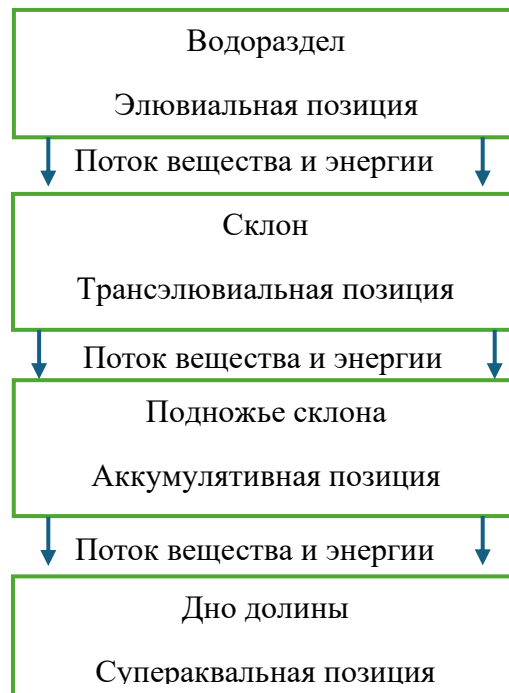 Водораздел
Элювиальная позиция
Поток вещества и энергии
Склон
Трансэлювиальная позиция
Поток вещества и энергии
Подножье склона
Аккумулятивная позиция
Поток вещества и энергии
Дно долины
Супераквальная позиция